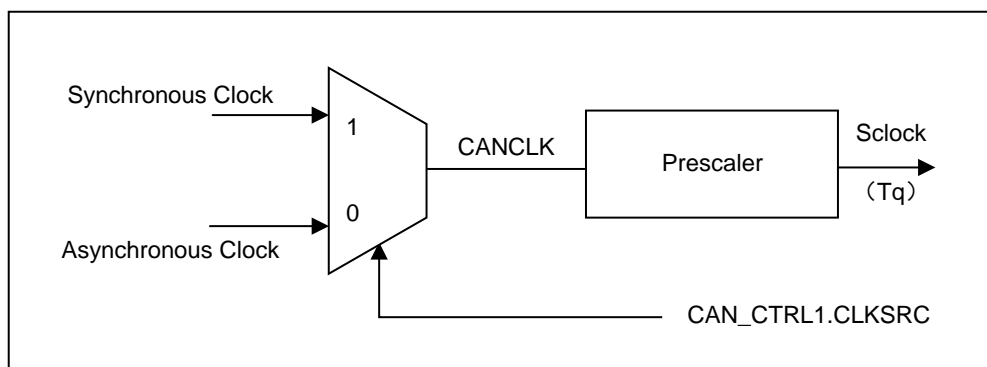 Synchronous Clock
1
CANCLK
Prescaler
Sclock
（Tq）
0
Asynchronous Clock
CAN_CTRL1.CLKSRC